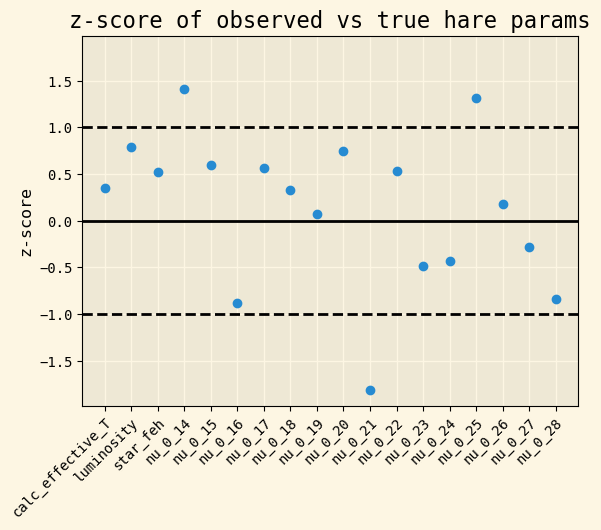 z-score of observed vs true hare params
z-score
1.5
1.0
0.5
0.0
−0.5
−1.0
−1.5
calc_effective_T
luminosity
star_feh
nu_0_14
nu_0_15
nu_0_16
nu_0_17
nu_0_18
nu_0_19
nu_0_20
nu_0_21
nu_0_22
nu_0_23
nu_0_24
nu_0_25
nu_0_26
nu_0_27
nu_0_28